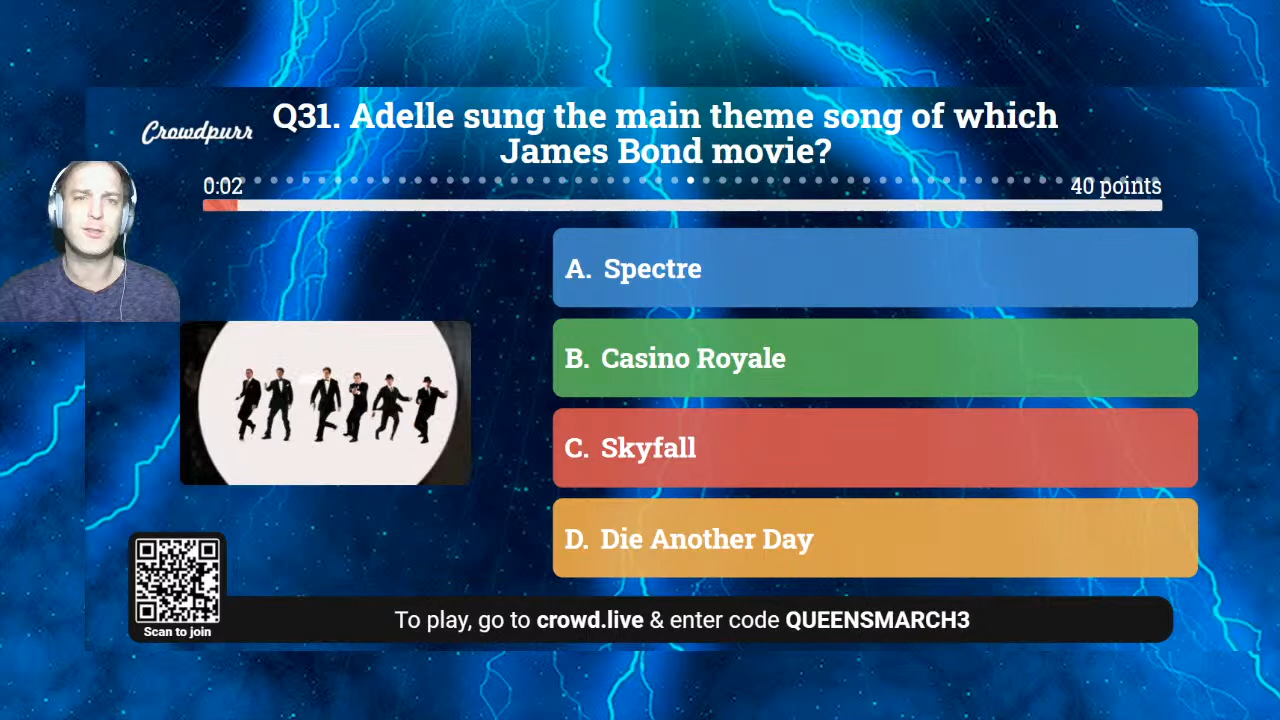 Crowdpurr
Q31. Adelle sung the main theme song of which
James Bond movie?
0:02
40 points
A. Spectre
B. Casino Royale
C. Skyfall
D. Die Another Day
Scan to join
To play, go to crowd.live & enter code QUEENSMARCH3